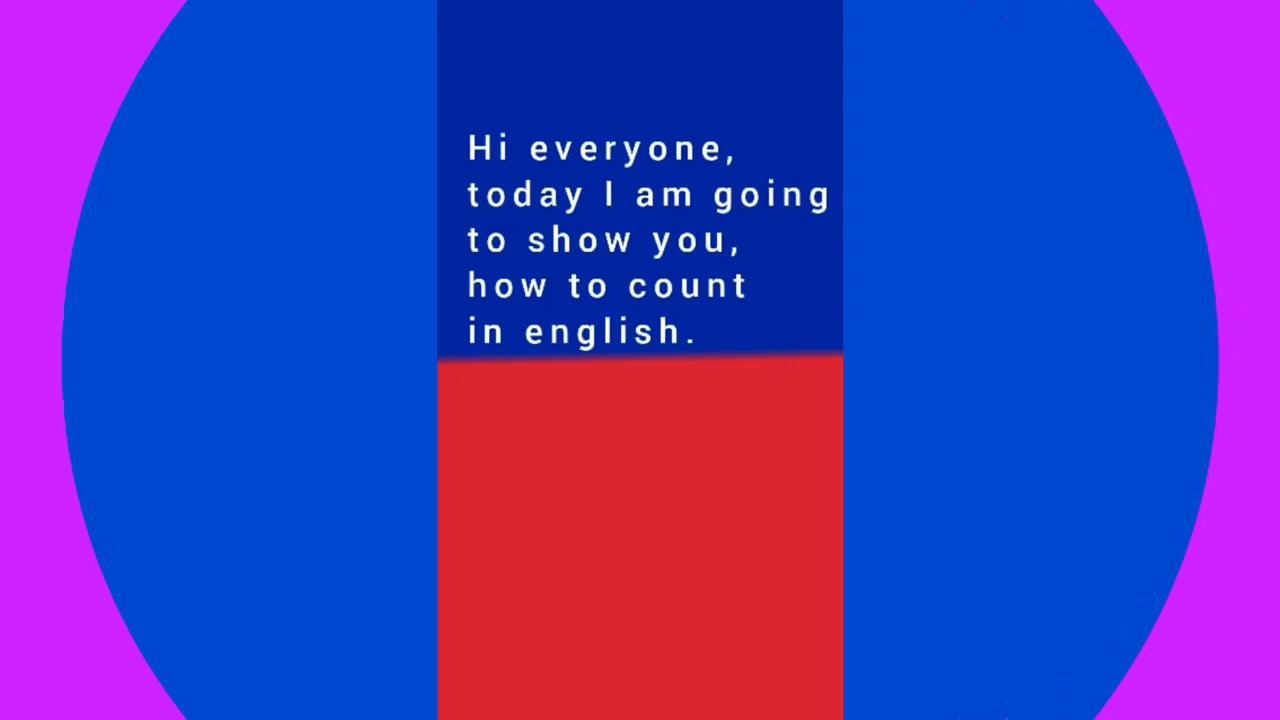 Hi everyone,
today I am going
to show you,
how to count
in english.